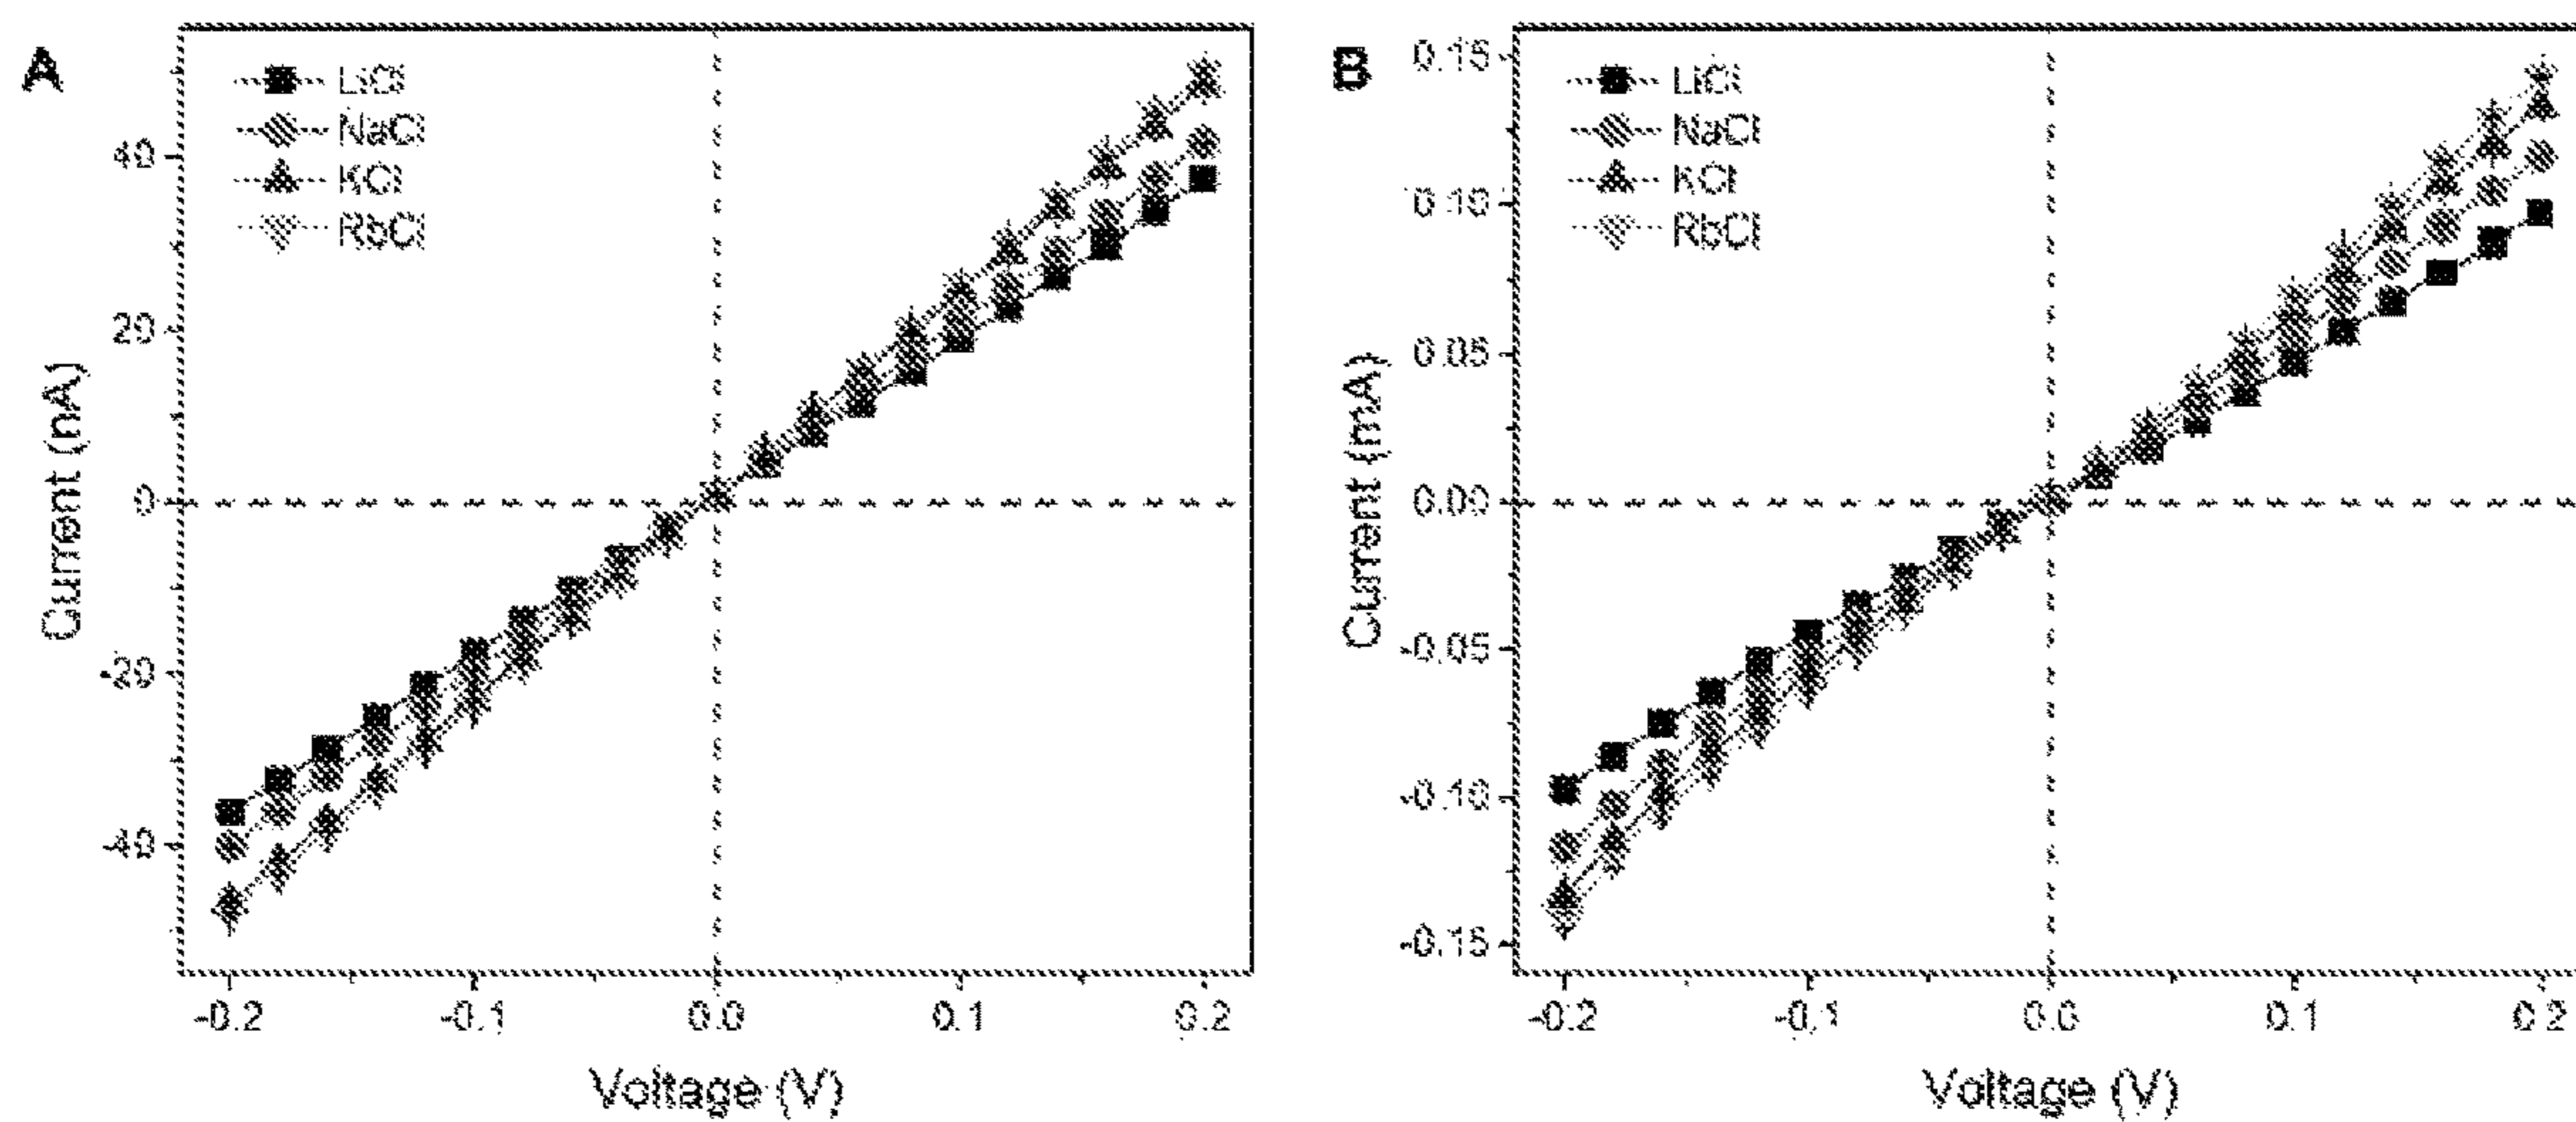 A
LiCl
NaCl
KCl
RbCl
40
20
0
-20
-40
Current (nA)
-0.2
-0.1
0.0
0.1
0.2
Voltage (V)
B
LiCl
NaCl
KCl
RbCl
0.15
0.10
0.05
0.00
-0.05
-0.10
-0.15
Current (mA)
-0.2
-0.1
0.0
0.1
0.2
Voltage (V)